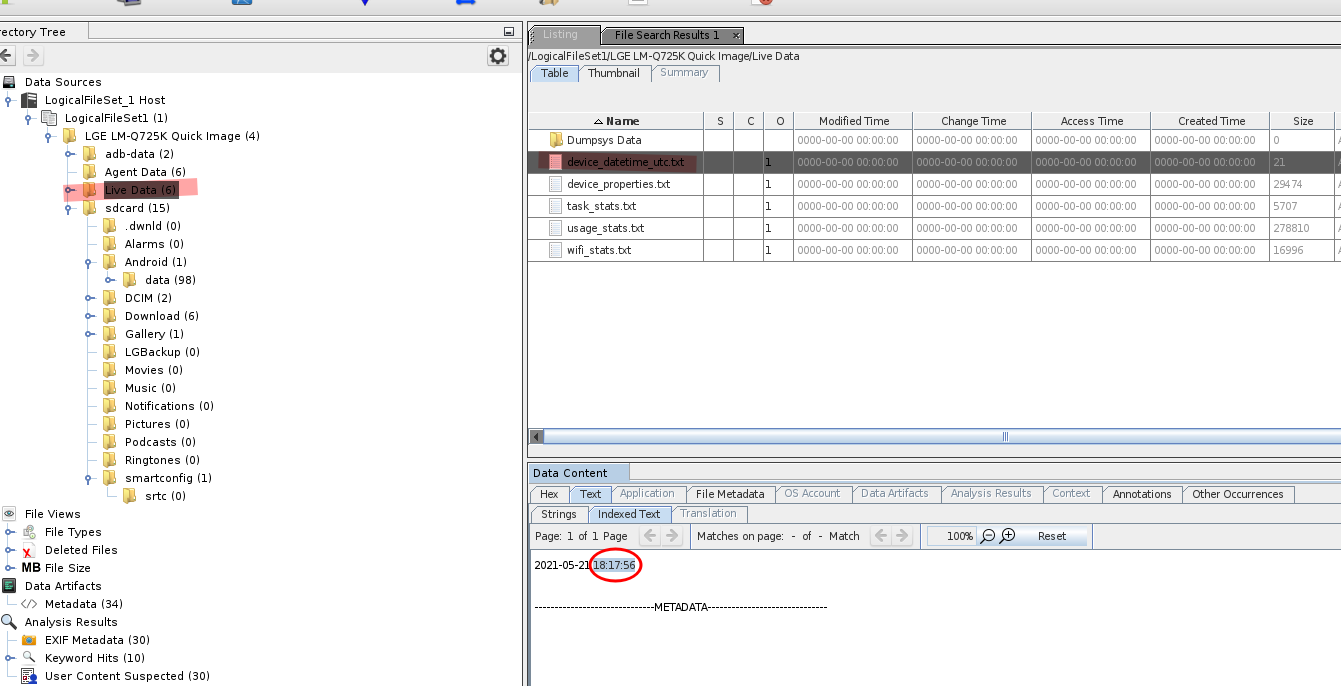 rectory Tree
Data Sources
LogicalFileSet_1 Host
LogicalFileSet1 (1)
LGE LM-Q725K Quick Image (4)
adb-data (2)
Agent Data (6)
Live Data (6)
sdcard (15)
.dwnld (0)
Alarms (0)
Android (1)
data (98)
DCIM (2)
Download (6)
Gallery (1)
LGBackup (0)
Movies (0)
Music (0)
Notifications (0)
Pictures (0)
Podcasts (0)
Ringtones (0)
smartconfig (1)
srtc (0)
File Views
File Types
Deleted Files
MB File Size
Data Artifacts
Metadata (34)
Analysis Results
EXIF Metadata (30)
Keyword Hits (10)
User Content Suspected (30)
Listing File Search Results 1 ×
/LogicalFileSet1/LGE LM-Q725K Quick Image/Live Data
Table Thumbnail Summary
Name S C O Modified Time Change Time Access Time Created Time Size
Dumpsys Data 0000-00-00 00:00:00 0000-00-00 00:00:00 0000-00-00 00:00:00 0000-00-00 00:00:00 0
device_datetime_utc.txt 1 0000-00-00 00:00:00 0000-00-00 00:00:00 0000-00-00 00:00:00 0000-00-00 00:00:00 21
device_properties.txt 1 0000-00-00 00:00:00 0000-00-00 00:00:00 0000-00-00 00:00:00 0000-00-00 00:00:00 29474
task_stats.txt 1 0000-00-00 00:00:00 0000-00-00 00:00:00 0000-00-00 00:00:00 0000-00-00 00:00:00 5707
usage_stats.txt 1 0000-00-00 00:00:00 0000-00-00 00:00:00 0000-00-00 00:00:00 0000-00-00 00:00:00 278810
wifi_stats.txt 1 0000-00-00 00:00:00 0000-00-00 00:00:00 0000-00-00 00:00:00 0000-00-00 00:00:00 16996
Data Content
Hex Text Application File Metadata OS Account Data Artifacts Analysis Results Context Annotations Other Occurrences
Strings Indexed Text Translation
Page: 1 of 1 Page Matches on page: - of - Match 100% Reset
2021-05-21 18:17:56
------------------------------METADATA------------------------------